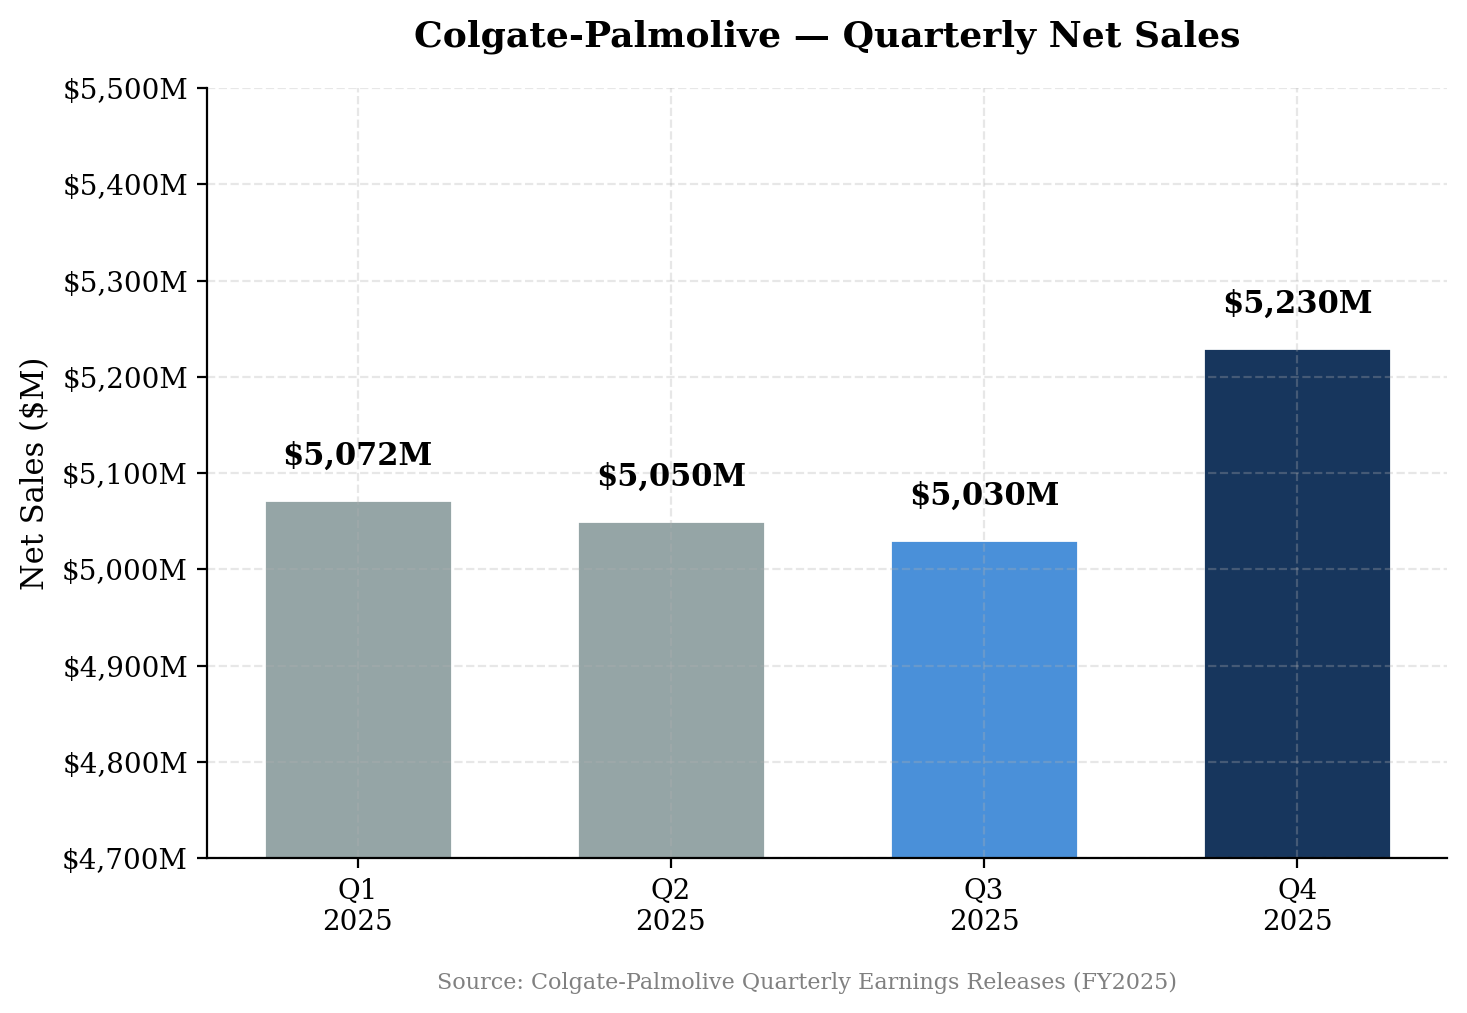 Colgate-Palmolive — Quarterly Net Sales
Net Sales ($M)
$5,500M
$5,400M
$5,300M
$5,200M
$5,100M
$5,000M
$4,900M
$4,800M
$4,700M
$5,072M
$5,050M
$5,030M
$5,230M
Q1
2025
Q2
2025
Q3
2025
Q4
2025
Source: Colgate-Palmolive Quarterly Earnings Releases (FY2025)